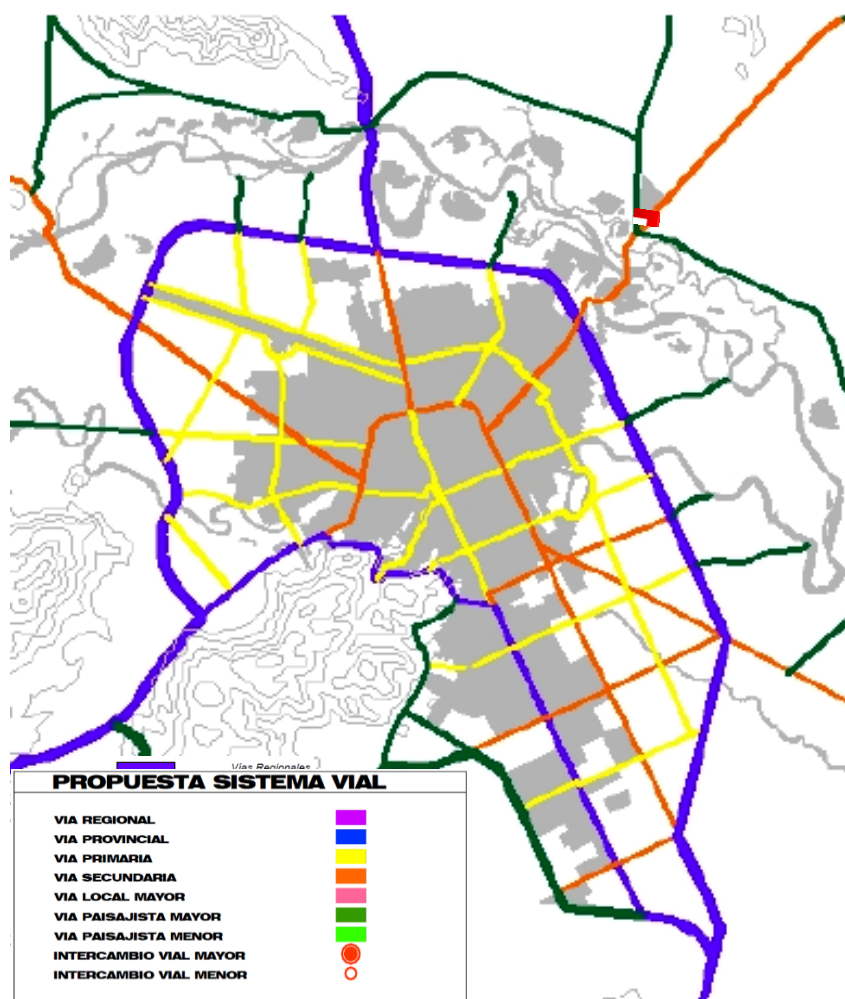 Vías Regionales
PROPUESTA SISTEMA VIAL
VIA REGIONAL
VIA PROVINCIAL
VIA PRIMARIA
VIA SECUNDARIA
VIA LOCAL MAYOR
VIA PAISAJISTA MAYOR
VIA PAISAJISTA MENOR
INTERCAMBIO VIAL MAYOR
INTERCAMBIO VIAL MENOR